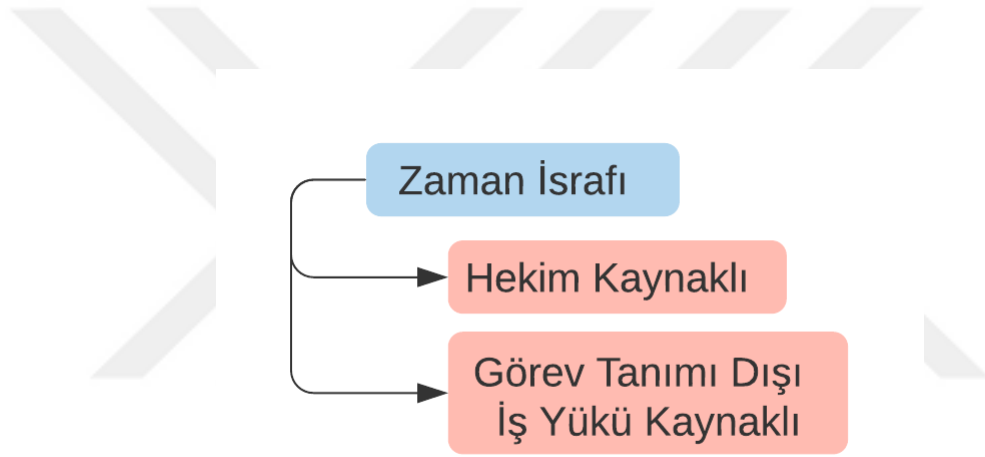 Zaman İsrafı
Hekim Kaynaklı
Görev Tanımı Dışı
İş Yükü Kaynaklı